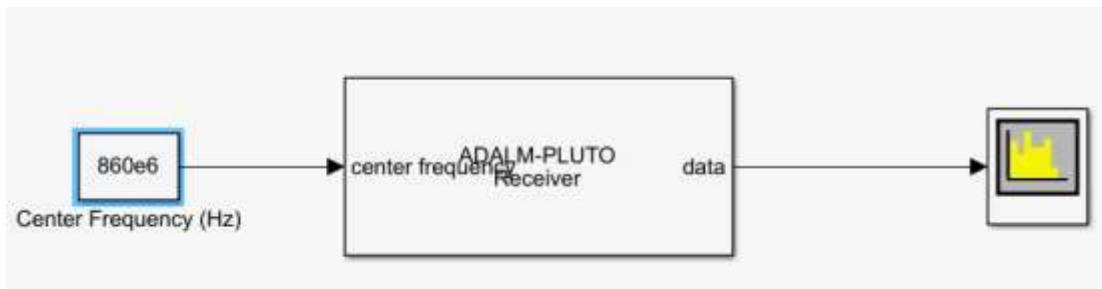 860e6
Center Frequency (Hz)
center frequency
ADALM-PLUTO
Receiver
data